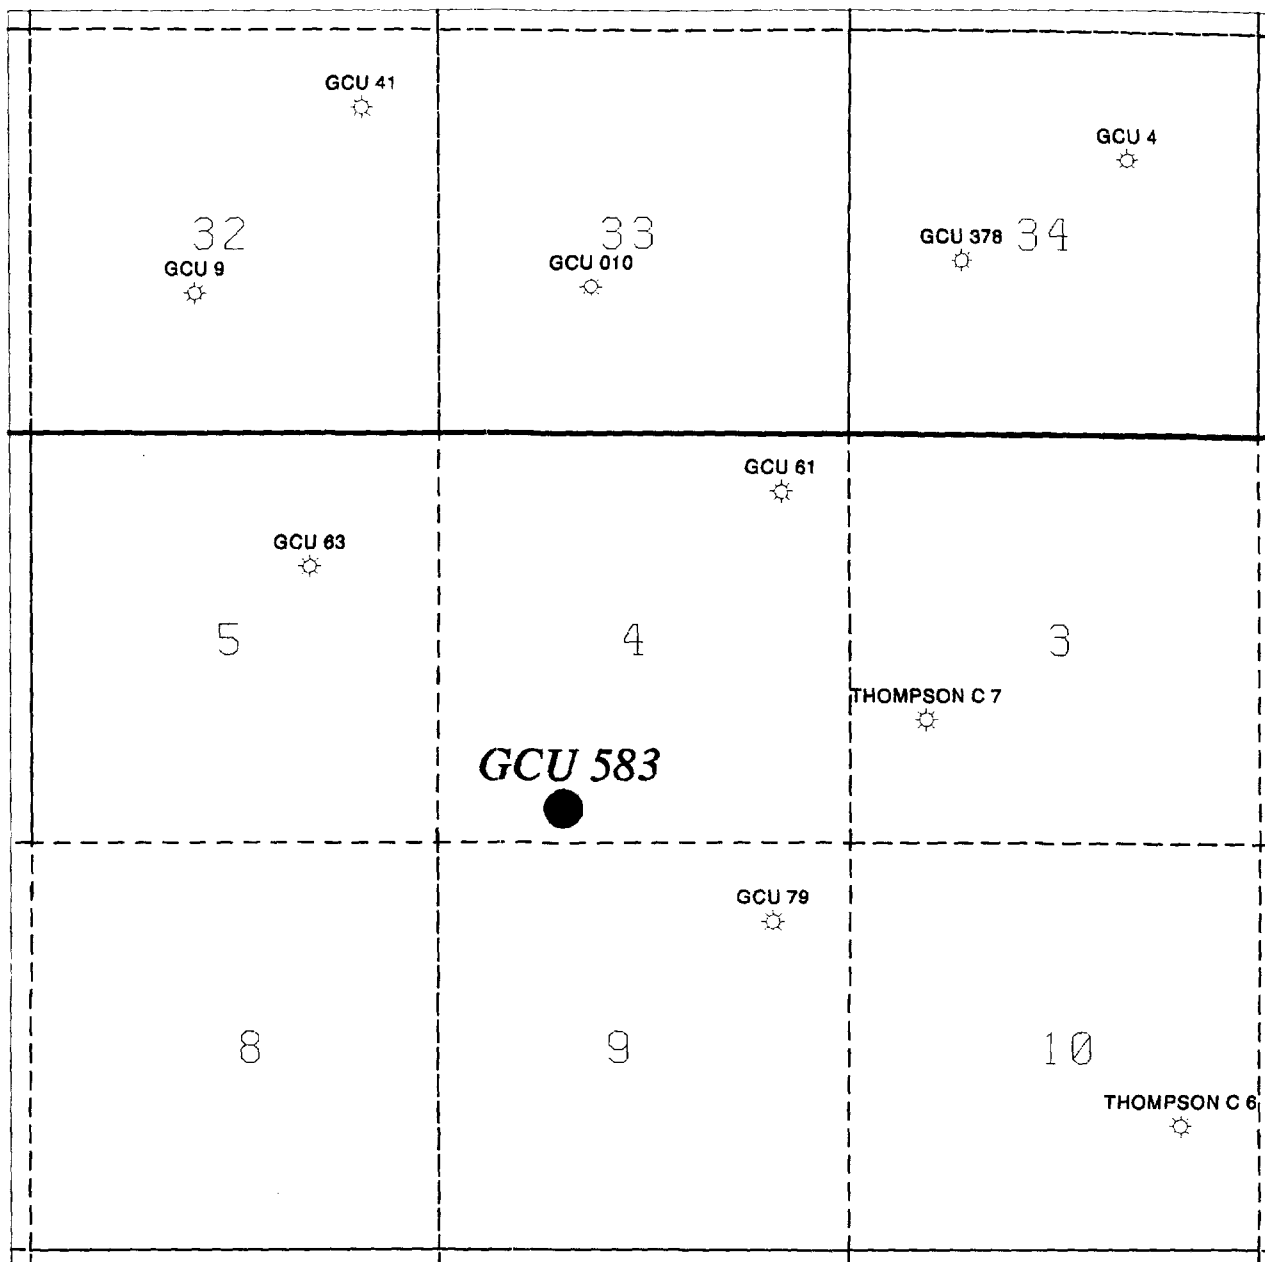 GCU 41
GCU 4
32
33
GCU 378
34
GCU 9
GCU 010
GCU 61
GCU 63
5
4
3
THOMPSON C 7
GCU 583
GCU 79
8
9
10
THOMPSON C 6